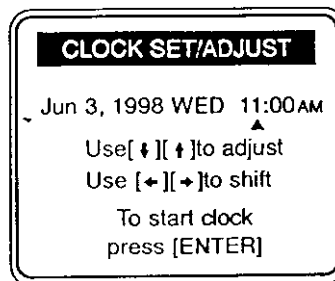 CLOCK SET/ADJUST
Jun 3, 1998 WED 11:00AM
Use[⬇][⬆]to adjust
Use [←][→]to shift
To start clock
press [ENTER]